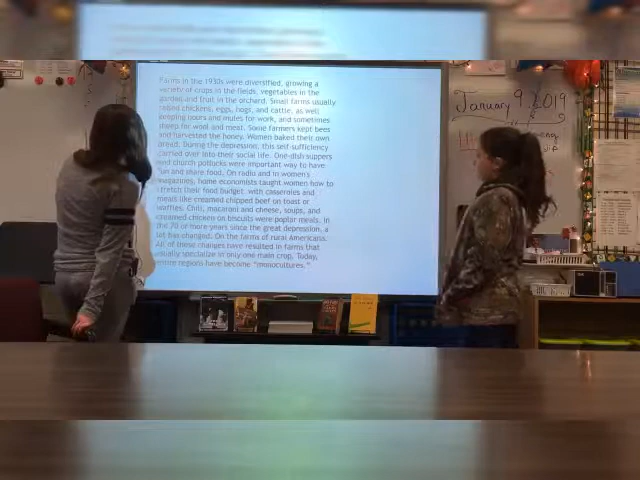 Farms in the 1930s were diversified, growing a
variety of crops in the fields, vegetables in the
garden and fruit in the orchard. Small farms usually
raised chickens, eggs, hogs, and cattle, as well
keeping hours and mules for work, and sometimes
sheep for wool and meat. Some farmers kept bees
and harvested the honey. Women baked their own
bread. During the depression, this self-sufficiency
carried over into their social life. One-dish suppers
and church potlucks were important way to have
fun and share food. On radio and in women's
magazines, home economists taught women how to
stretch their food budget with casseroles and
meals like creamed chipped beef on toast or
waffles. Chili, macaroni and cheese, soups, and
creamed chicken on biscuits were poplar meals. In
the 70 or more years since the great depression, a
lot has changed. On the farms of rural Americana.
All of these changes have resulted in farms that
usually specialize in only one main crop. Today,
entire regions have become "monocultures."
January 9, 2019